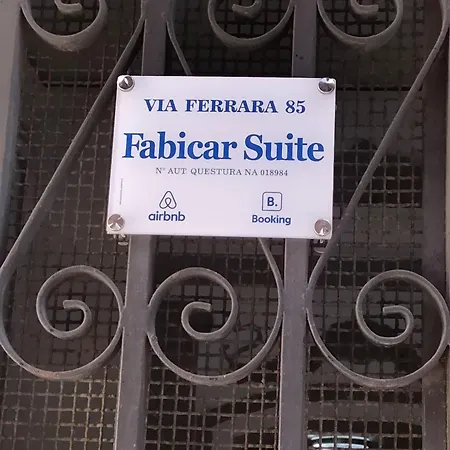 VIA FERRARA 85
Fabicar Suite
N° AUT QUESTURA NA 018984
airbnb
B.
Booking